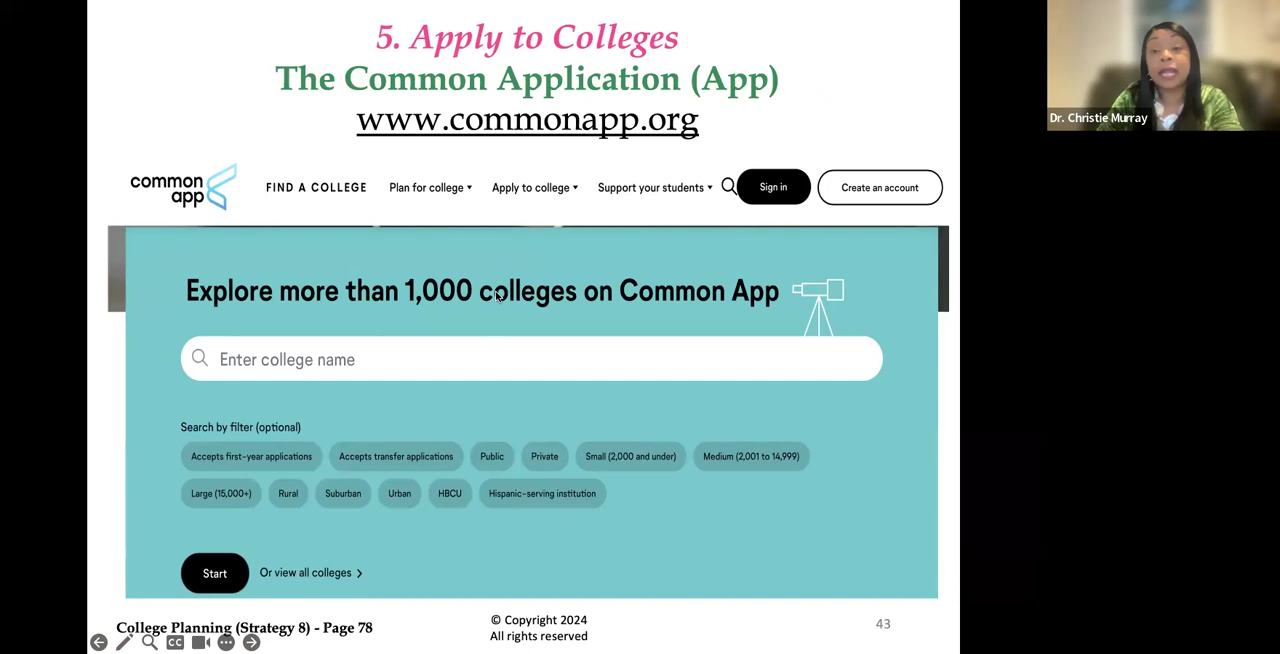 5. Apply to Colleges
The Common Application (App)
www.commonapp.org
Dr. Christie Murray
common
app
FIND A COLLEGE Plan for college Apply to college Support your students Sign in Create an account
Explore more than 1,000 colleges on Common App
Enter college name
Search by filter (optional)
Accepts first-year applications Accepts transfer applications Public Private Small (2,000 and under) Medium (2,001 to 14,999)
Large (15,000+) Rural Suburban Urban HBCU Hispanic-serving institution
Start Or view all colleges >
College Planning (Strategy 8) - Page 78
© Copyright 2024
All rights reserved
43
CC